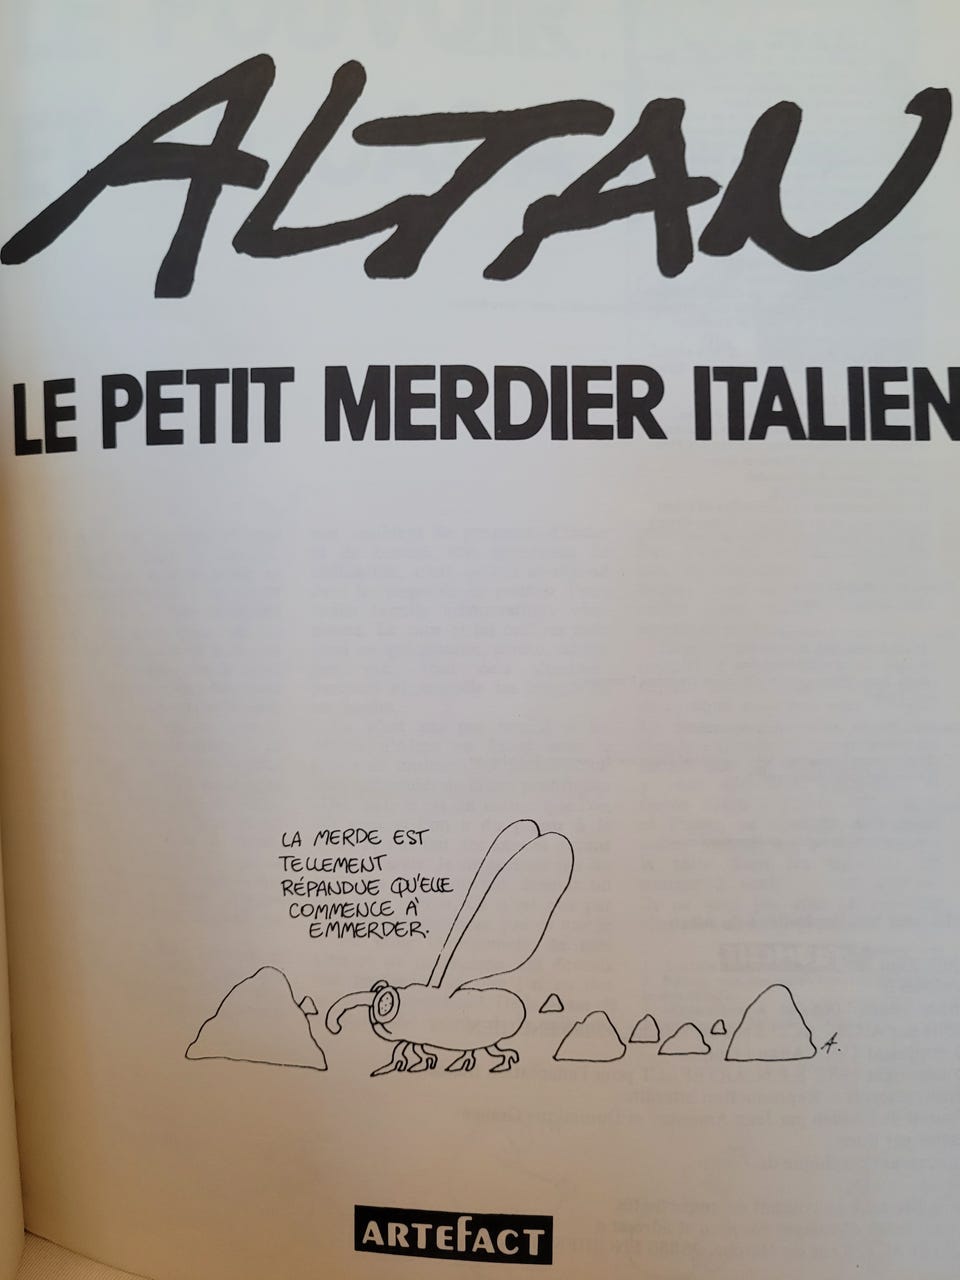 ALTAN
LE PETIT MERDIER ITALIEN
LA MERDE EST
TELLEMENT
RÉPANDUE QU'ELLE
COMMENCE À
EMMERDER.
A.
ARTEFACT